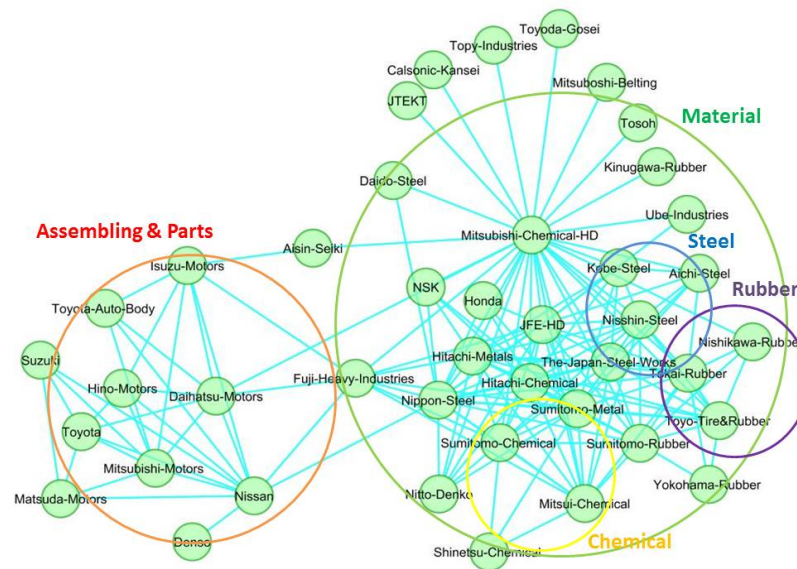 Toyoda-Gosei
Topy-Industries
Calsonic-Kansei
Mitsuboshi-Belting
JTEKT
Material
Tosoh
Kinugawa-Rubber
Daido-Steel
Ube-Industries
Assembling & Parts
Mitsubishi-Chemical-HD
Steel
Aisin-Seiki
Isuzu-Motors
Kobe-Steel
Aichi-Steel
Rubber
NSK
Honda
Toyota-Auto-Body
JFE-HD
Nisshin-Steel
Nishikawa-Rubber
Suzuki
Hitachi-Metals
The-Japan-Steel-Works
Tokai-Rubber
Hino-Motors
Daihatsu-Motors
Fuji-Heavy-Industries
Hitachi-Chemical
Nippon-Steel
Sumitomo-Metal
Toyo-Tire&Rubber
Toyota
Sumitomo-Chemical
Sumitomo-Rubber
Mitsubishi-Motors
Yokohama-Rubber
Matsuda-Motors
Nissan
Nitto-Denko
Mitsui-Chemical
Denso
Shinetsu-Chemical
Chemical